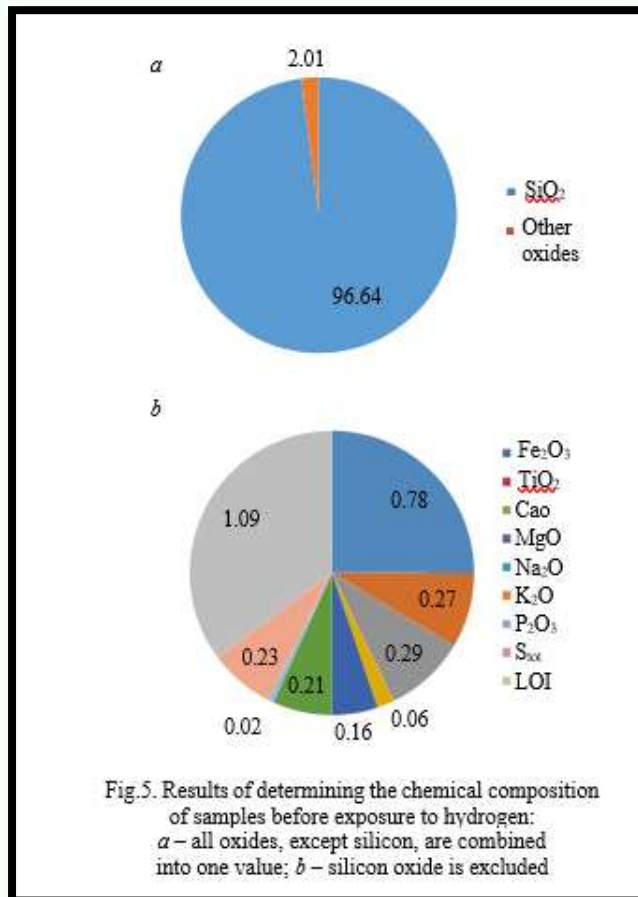 a
2.01
96.64
SiO₂
Other
oxides
b
0.78
0.27
0.29
0.06
0.16
0.21
0.02
0.23
1.09
Fe₂O₃
TiO₂
Cao
MgO
Na₂O
K₂O
P₂O₃
Sₜₒₜ
LOI
Fig.5. Results of determining the chemical composition
of samples before exposure to hydrogen:
a – all oxides, except silicon, are combined
into one value; b – silicon oxide is excluded